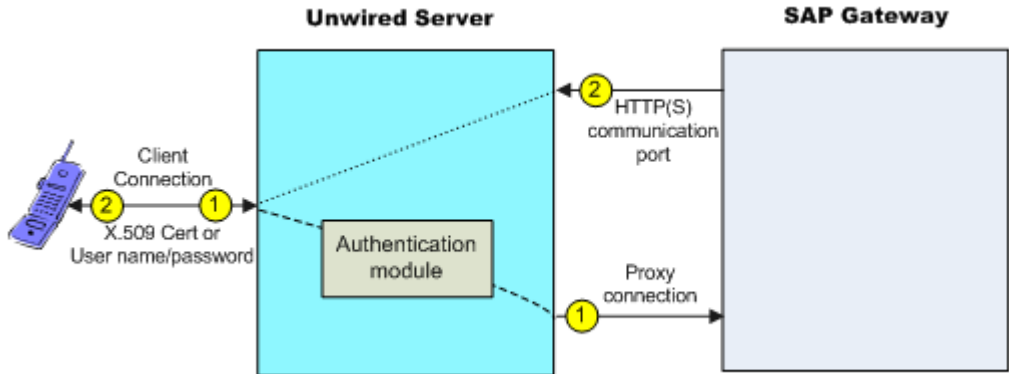 Unwired Server
SAP Gateway
2
HTTP(S)
communication
port
Client
Connection
2
1
X.509 Cert or
User name/password
Authentication
module
Proxy
connection
1